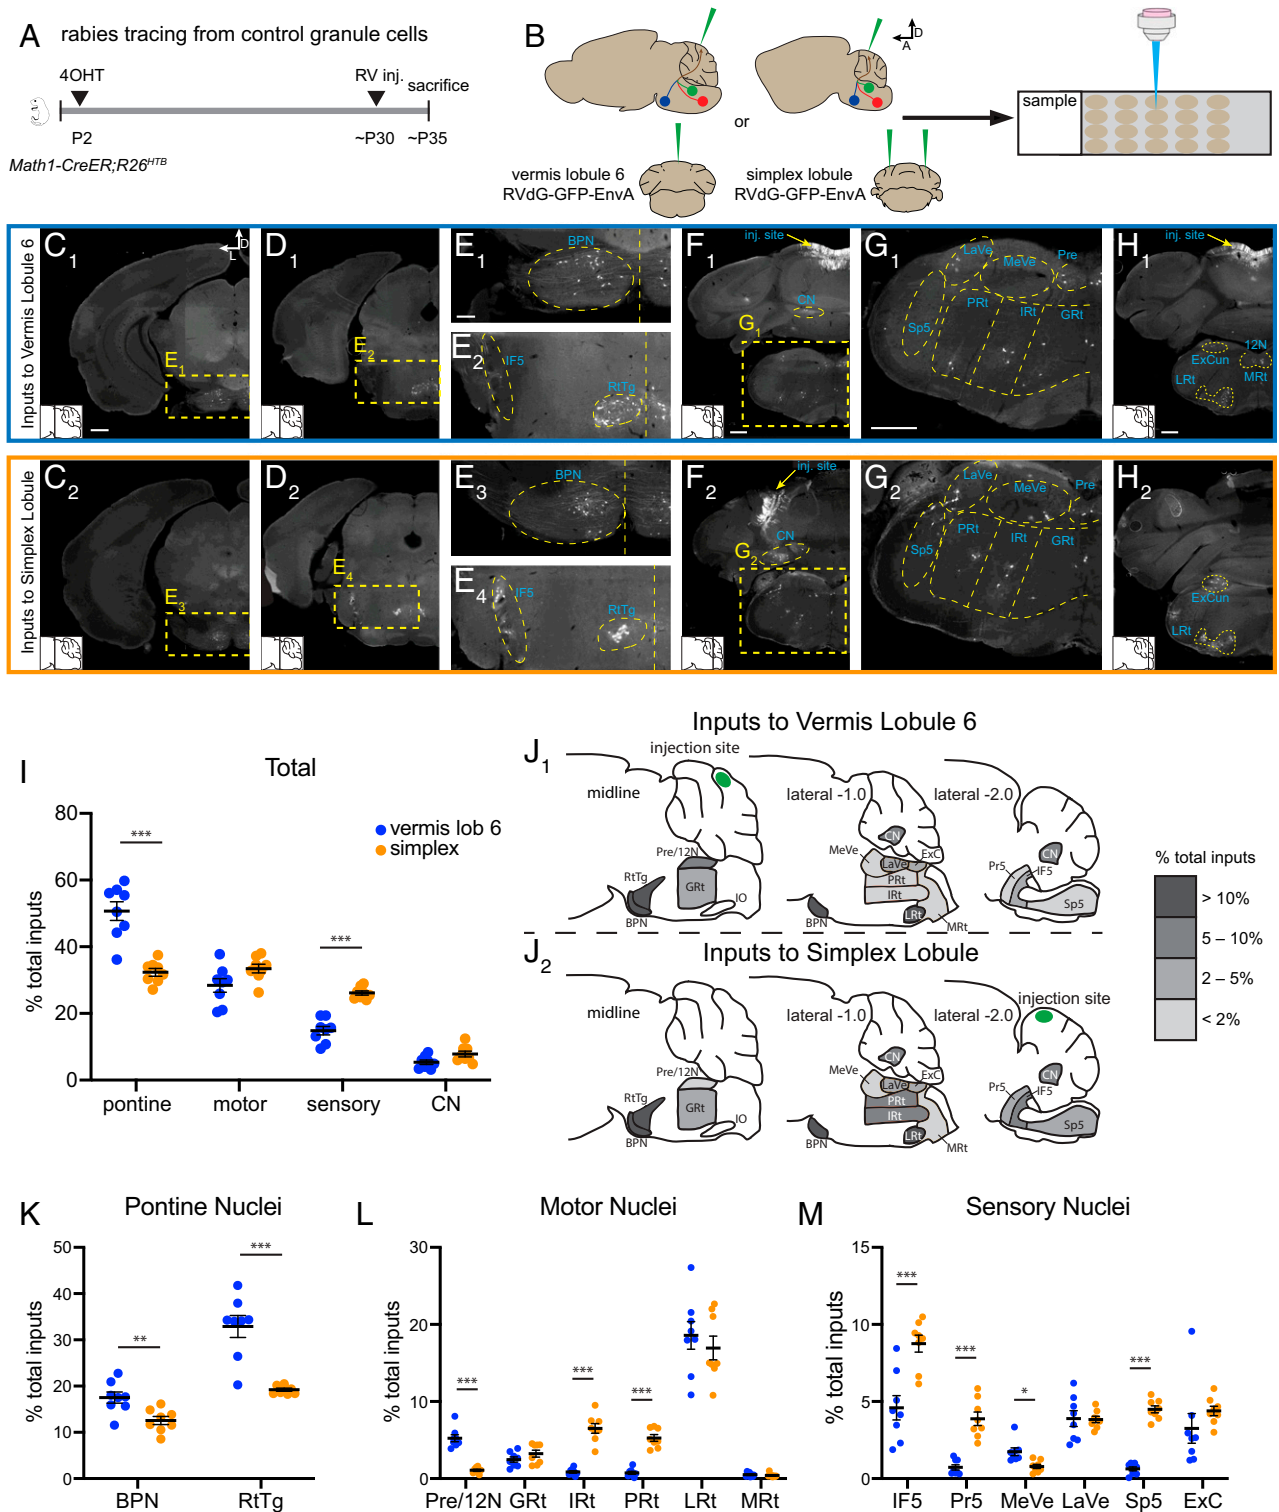 A rabies tracing from control granule cells
4OHT
RV inj.
sacrifice
P2
~P30
~P35
Math1-CreER;R26HTB
B
D
A
or
vermis lobule 6
RVdG-GFP-EnvA
simplex lobule
RVdG-GFP-EnvA
sample
Inputs to Vermis Lobule 6
C1
D
L
E1
D1
E2
E1
BPN
E2
IF5
RtTg
F1
inj. site
CN
G1
G1
LaVe
MeVe
Pre
PRt
IRt
GRt
Sp5
H1
inj. site
12N
ExCun
LRt
MRt
Inputs to Simplex Lobule
C2
E3
D2
E4
E3
BPN
E4
IF5
RtTg
F2
inj. site
CN
G2
G2
LaVe
MeVe
Pre
PRt
IRt
GRt
Sp5
H2
ExCun
LRt
I
Total
% total inputs
80
60
40
20
0
***
***
vermis lob 6
simplex
pontine
motor
sensory
CN
Inputs to Vermis Lobule 6
J1
injection site
midline
lateral -1.0
lateral -2.0
Pre/12N
RtTg
GRt
IO
BPN
CN
MeVe
LaVe
ExC
PRt
IRt
LRt
MRt
CN
Pr5
IF5
Sp5
J2
Inputs to Simplex Lobule
injection site
midline
lateral -1.0
lateral -2.0
Pre/12N
RtTg
GRt
IO
BPN
CN
MeVe
LaVe
ExC
PRt
IRt
LRt
MRt
CN
Pr5
IF5
Sp5
% total inputs
> 10%
5 – 10%
2 – 5%
< 2%
K
Pontine Nuclei
% total inputs
50
40
30
20
10
0
**
***
BPN
RtTg
L
Motor Nuclei
% total inputs
30
20
10
0
***
***
***
Pre/12N
GRt
IRt
PRt
LRt
MRt
M
Sensory Nuclei
% total inputs
15
10
5
0
***
***
*
***
IF5
Pr5
MeVe
LaVe
Sp5
ExC